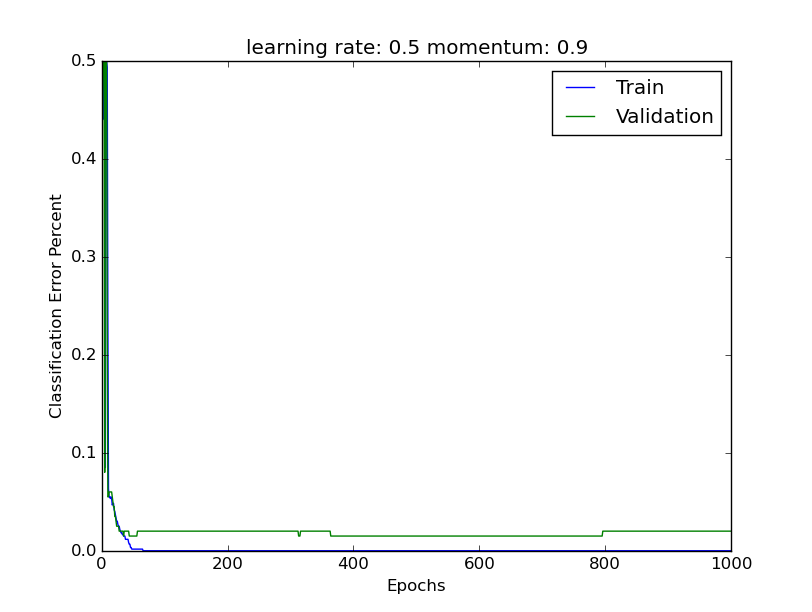 learning rate: 0.5 momentum: 0.9
Train
Validation
Classification Error Percent
0.5
0.4
0.3
0.2
0.1
0.0
0 200 400 600 800 1000
Epochs